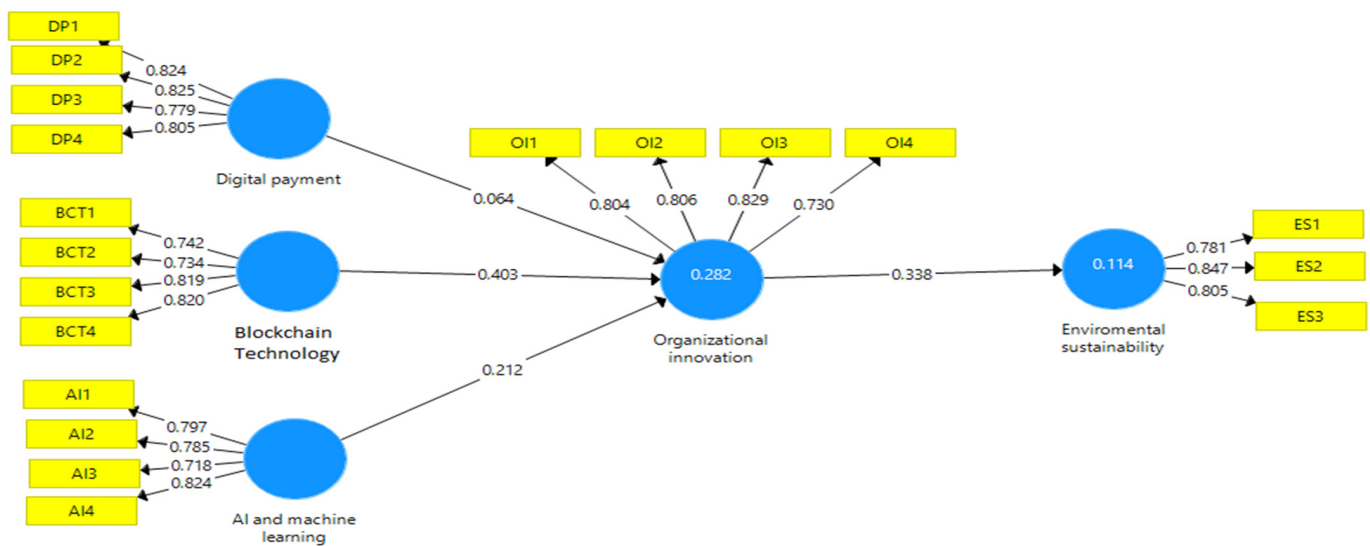 DP1
DP2
DP3
DP4
0.824
0.825
0.779
0.805
Digital payment
BCT1
BCT2
BCT3
BCT4
0.742
0.734
0.819
0.820
Blockchain
Technology
AI1
AI2
AI3
AI4
0.797
0.785
0.718
0.824
AI and machine
learning
0.064
0.403
0.212
OI1
OI2
OI3
OI4
0.804
0.806
0.829
0.730
0.282
Organizational
innovation
0.338
0.114
Enviromental
sustainability
0.781
0.847
0.805
ES1
ES2
ES3